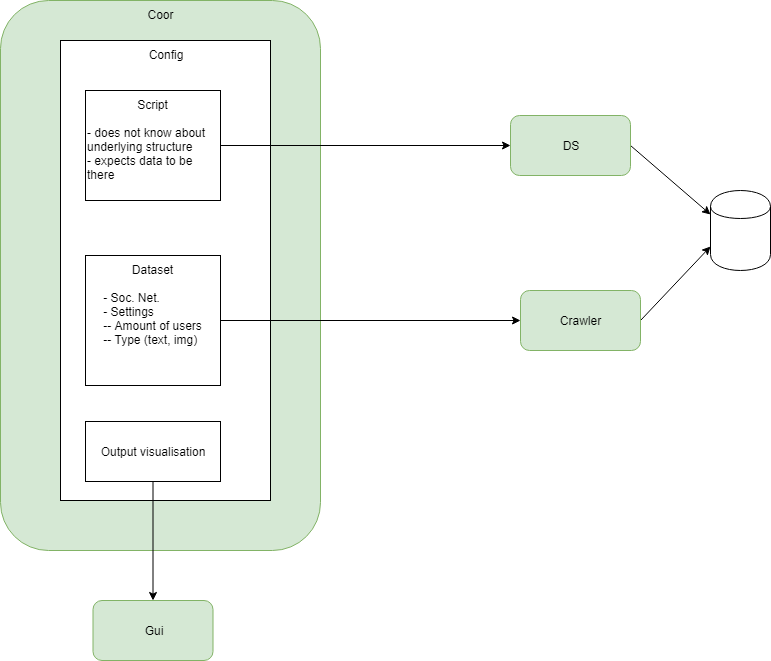 Coor
Config
Script
- does not know about
underlying structure
- expects data to be
there
DS
Dataset
- Soc. Net.
- Settings
-- Amount of users
-- Type (text, img)
Crawler
Output visualisation
Gui